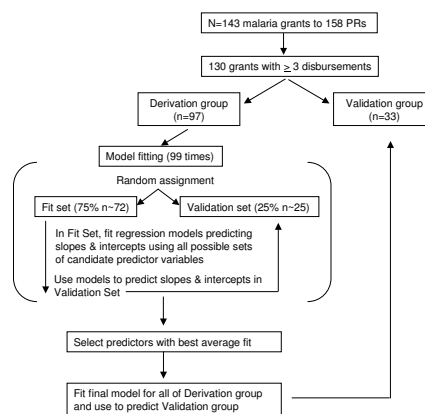 N=143 malaria grants to 158 PRs
130 grants with ≥ 3 disbursements
Derivation group
(n=97)
Validation group
(n=33)
Model fitting (99 times)
Random assignment
Fit set (75% n~72)
Validation set (25% n~25)
In Fit Set, fit regression models predicting
slopes & intercepts using all possible sets
of candidate predictor variables
Use models to predict slopes & intercepts in
Validation Set
Select predictors with best average fit
Fit final model for all of Derivation group
and use to predict Validation group